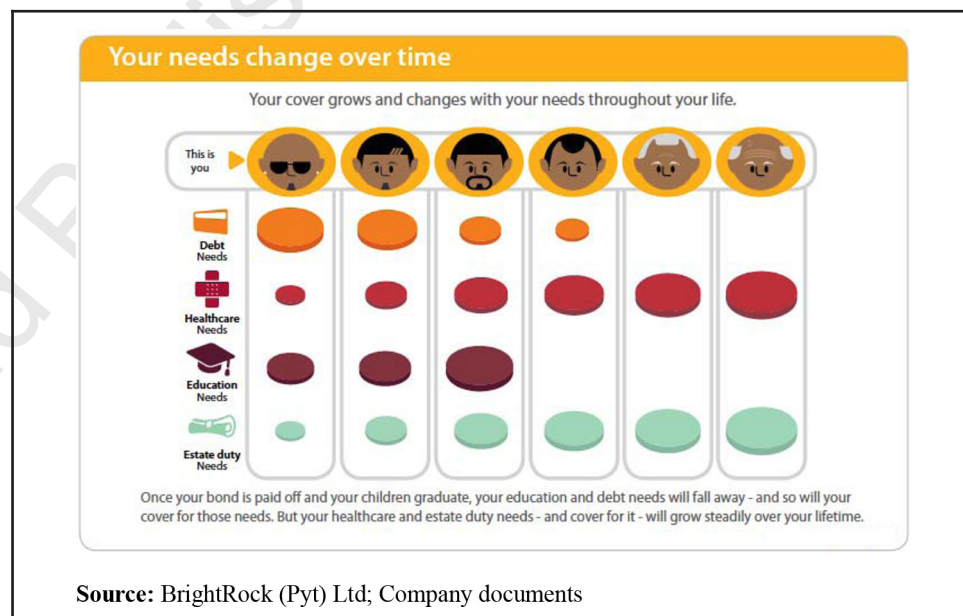 Your needs change over time
Your cover grows and changes with your needs throughout your life.
This is
you
Debt
Needs
Healthcare
Needs
Education
Needs
Estate duty
Needs
Once your bond is paid off and your children graduate, your education and debt needs will fall away - and so will your
cover for those needs. But your healthcare and estate duty needs - and cover for it - will grow steadily over your lifetime.
Source: BrightRock (Pyt) Ltd; Company documents